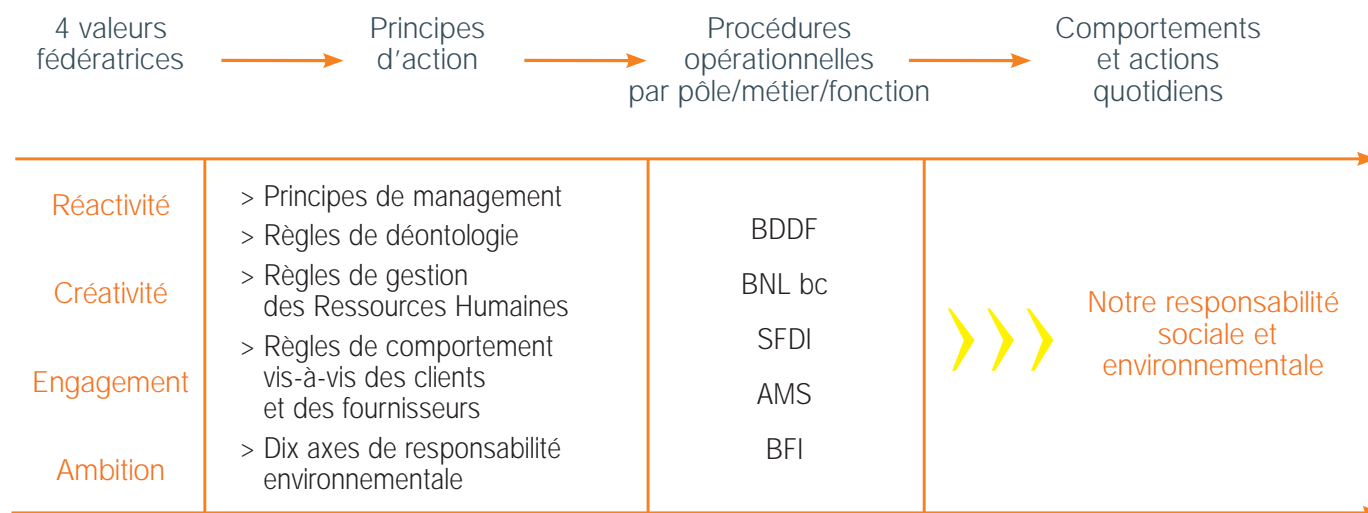 4 valeurs
fédératrices
Principes
d'action
Procédures
opérationnelles
par pôle/métier/fonction
Comportements
et actions
quotidiens
Réactivité
Créativité
Engagement
Ambition
> Principes de management
> Règles de déontologie
> Règles de gestion
des Ressources Humaines
> Règles de comportement
vis-à-vis des clients
et des fournisseurs
> Dix axes de responsabilité
environnementale
BDDF
BNL bc
SFDI
AMS
BFI
Notre responsabilité
sociale et
environnementale